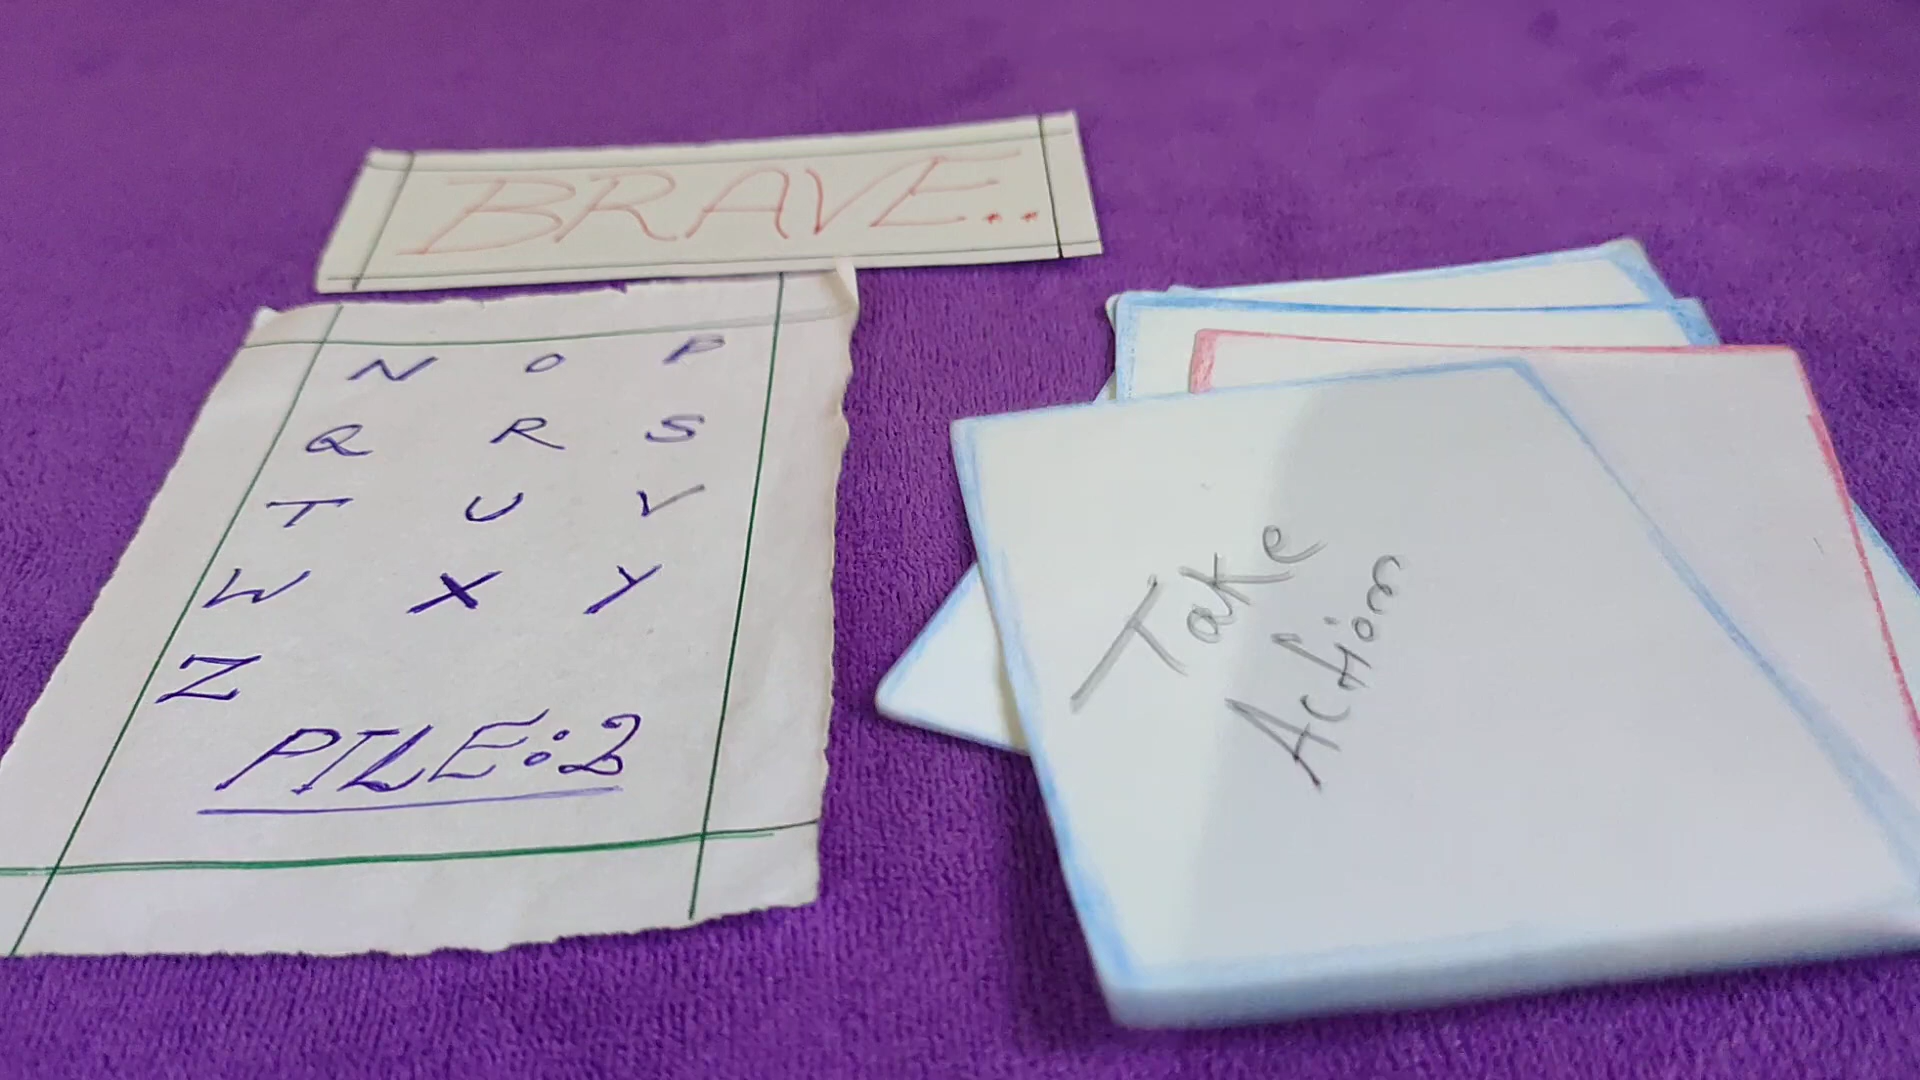 BRAVE..
N O P
Q R S
T U V
W X Y
Z
PILE:2
Take
Action